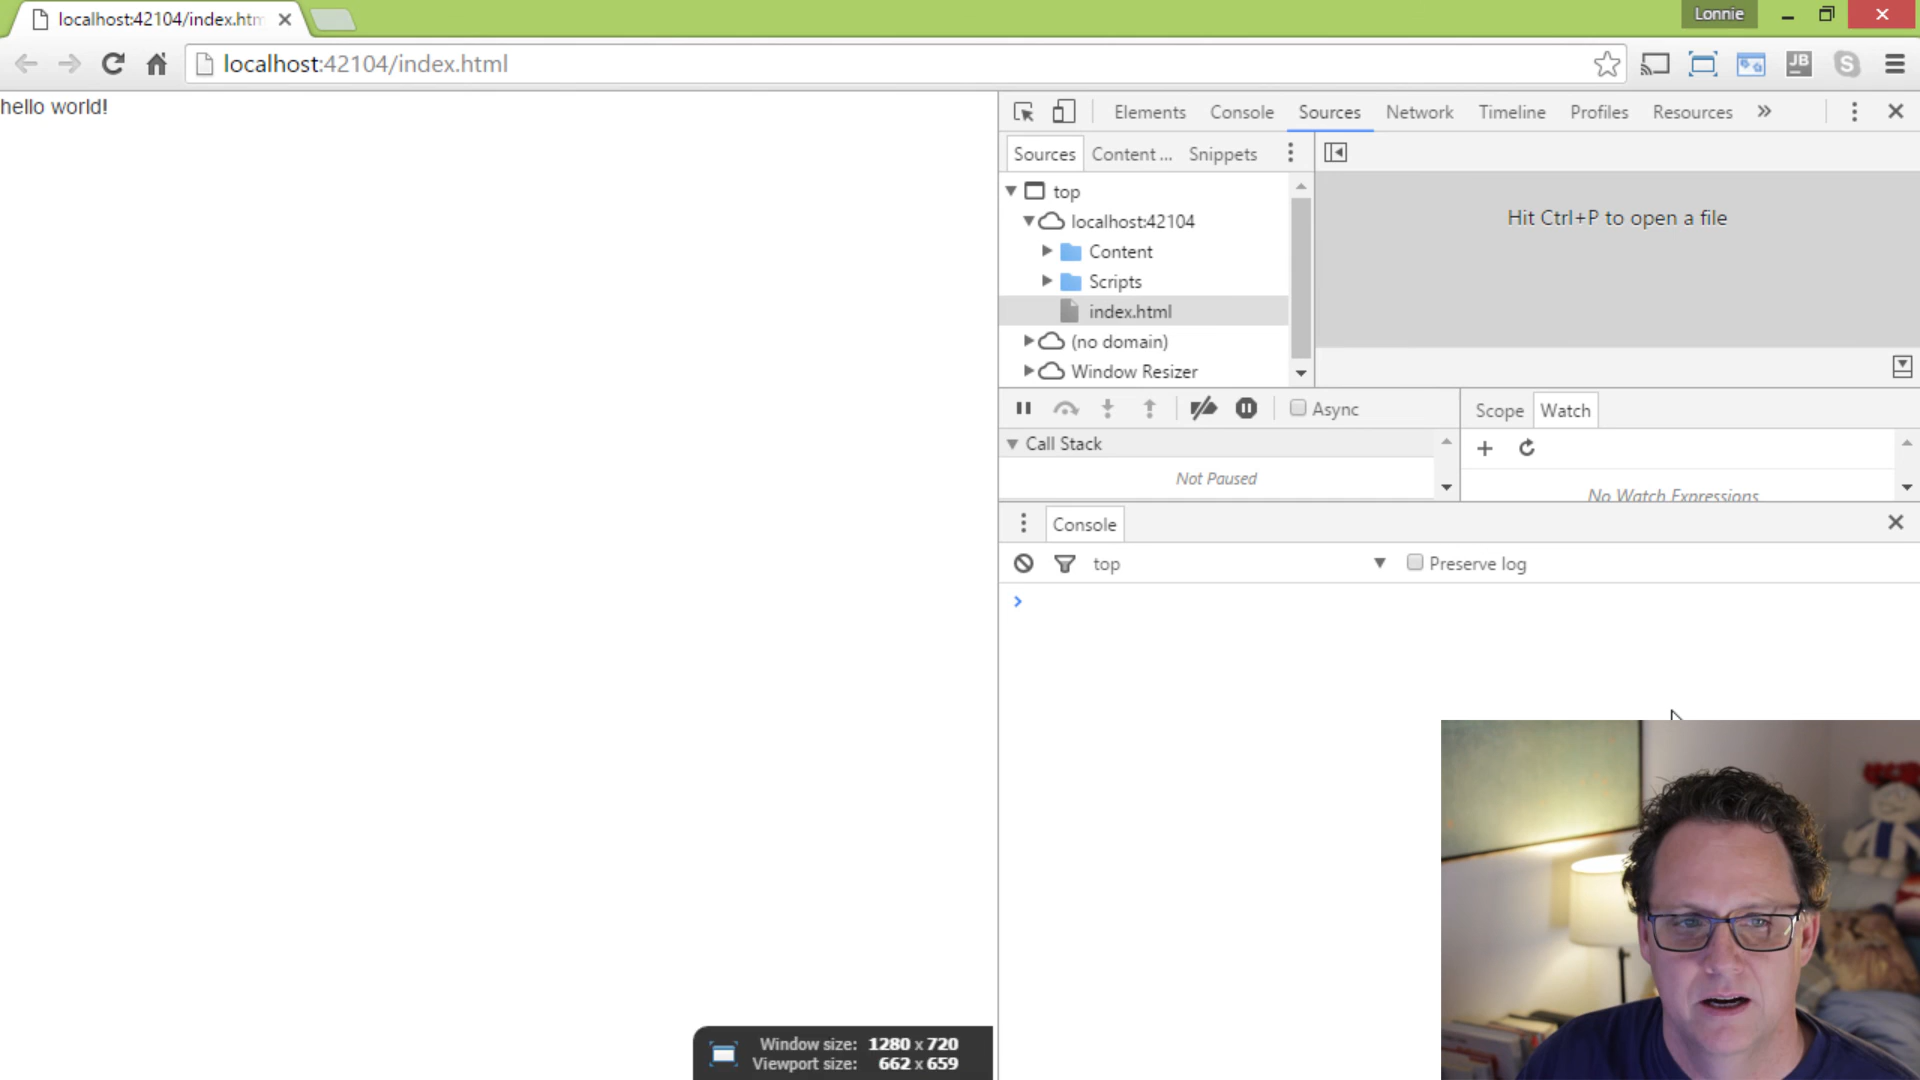 localhost:42104/index.htm
Lonnie
localhost:42104/index.html
JB
S
hello world!
Elements Console Sources Network Timeline Profiles Resources »
Sources Content ... Snippets
top
localhost:42104
Content
Scripts
index.html
(no domain)
Window Resizer
Hit Ctrl+P to open a file
Async
Scope Watch
Call Stack
Not Paused
No Watch Expressions
Console
top
Preserve log
Window size: 1280 x 720
Viewport size: 662 x 659